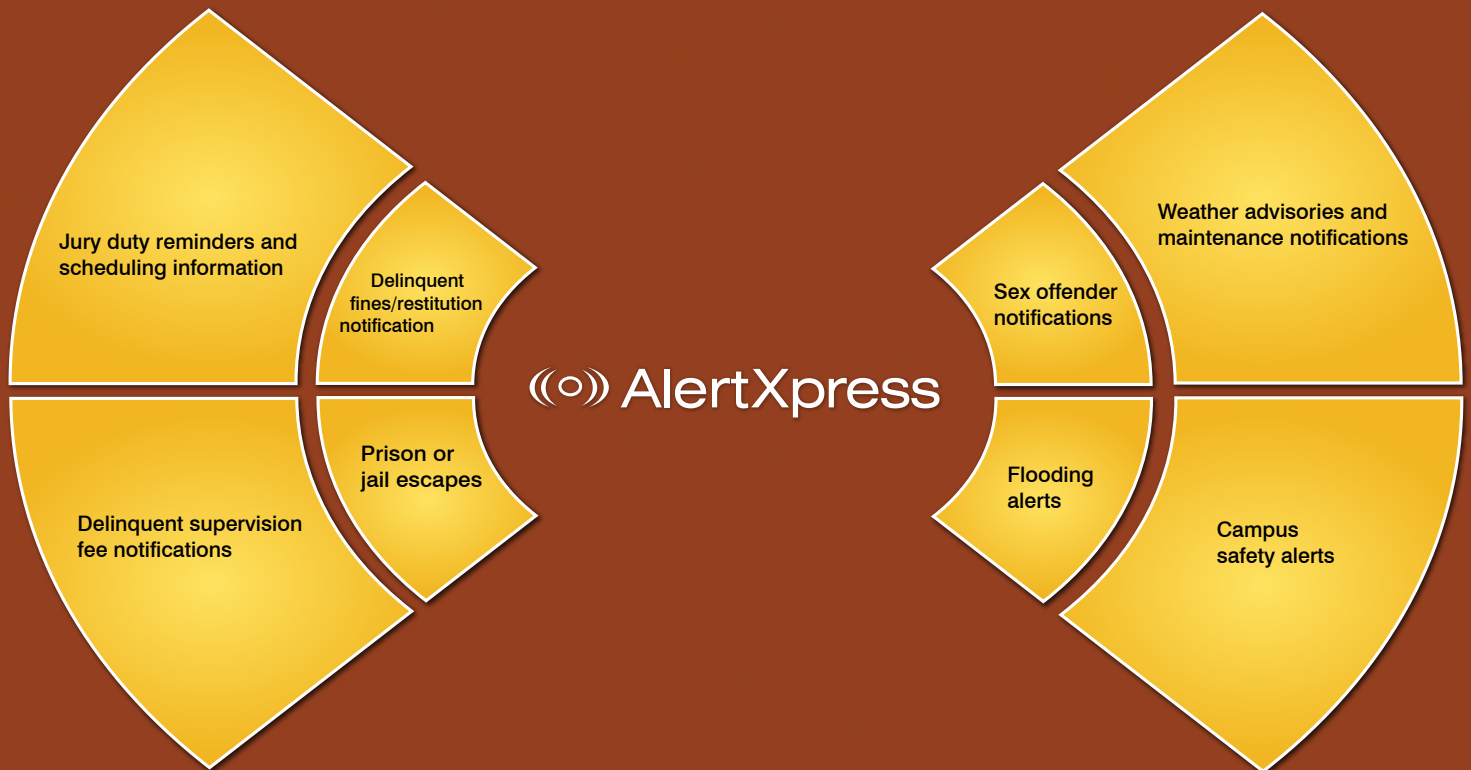 Jury duty reminders and
scheduling information
Delinquent
fines/restitution
notification
Delinquent supervision
fee notifications
Prison or
jail escapes
AlertXpress
Sex offender
notifications
Weather advisories and
maintenance notifications
Flooding
alerts
Campus
safety alerts